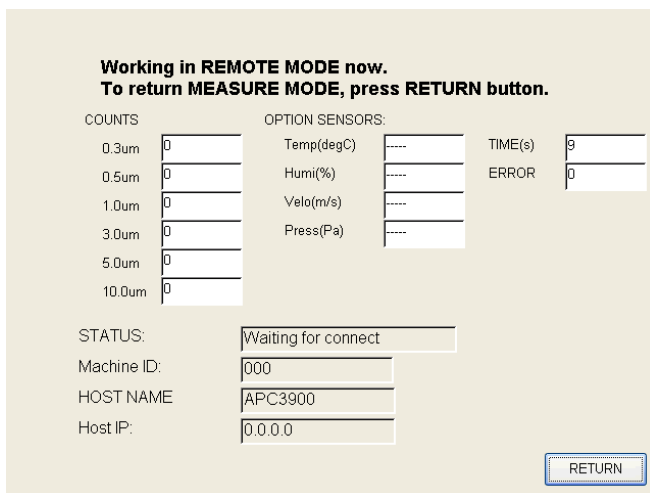 Working in REMOTE MODE now.
To return MEASURE MODE, press RETURN button.
COUNTS OPTION SENSORS:
0.3um 0 Temp(degC) ----- TIME(s) 9
0.5um 0 Humi(%) ----- ERROR 0
1.0um 0 Velo(m/s) -----
3.0um 0 Press(Pa) -----
5.0um 0
10.0um 0
STATUS: Waiting for connect
Machine ID: 000
HOST NAME APC3900
Host IP: 0.0.0.0
RETURN